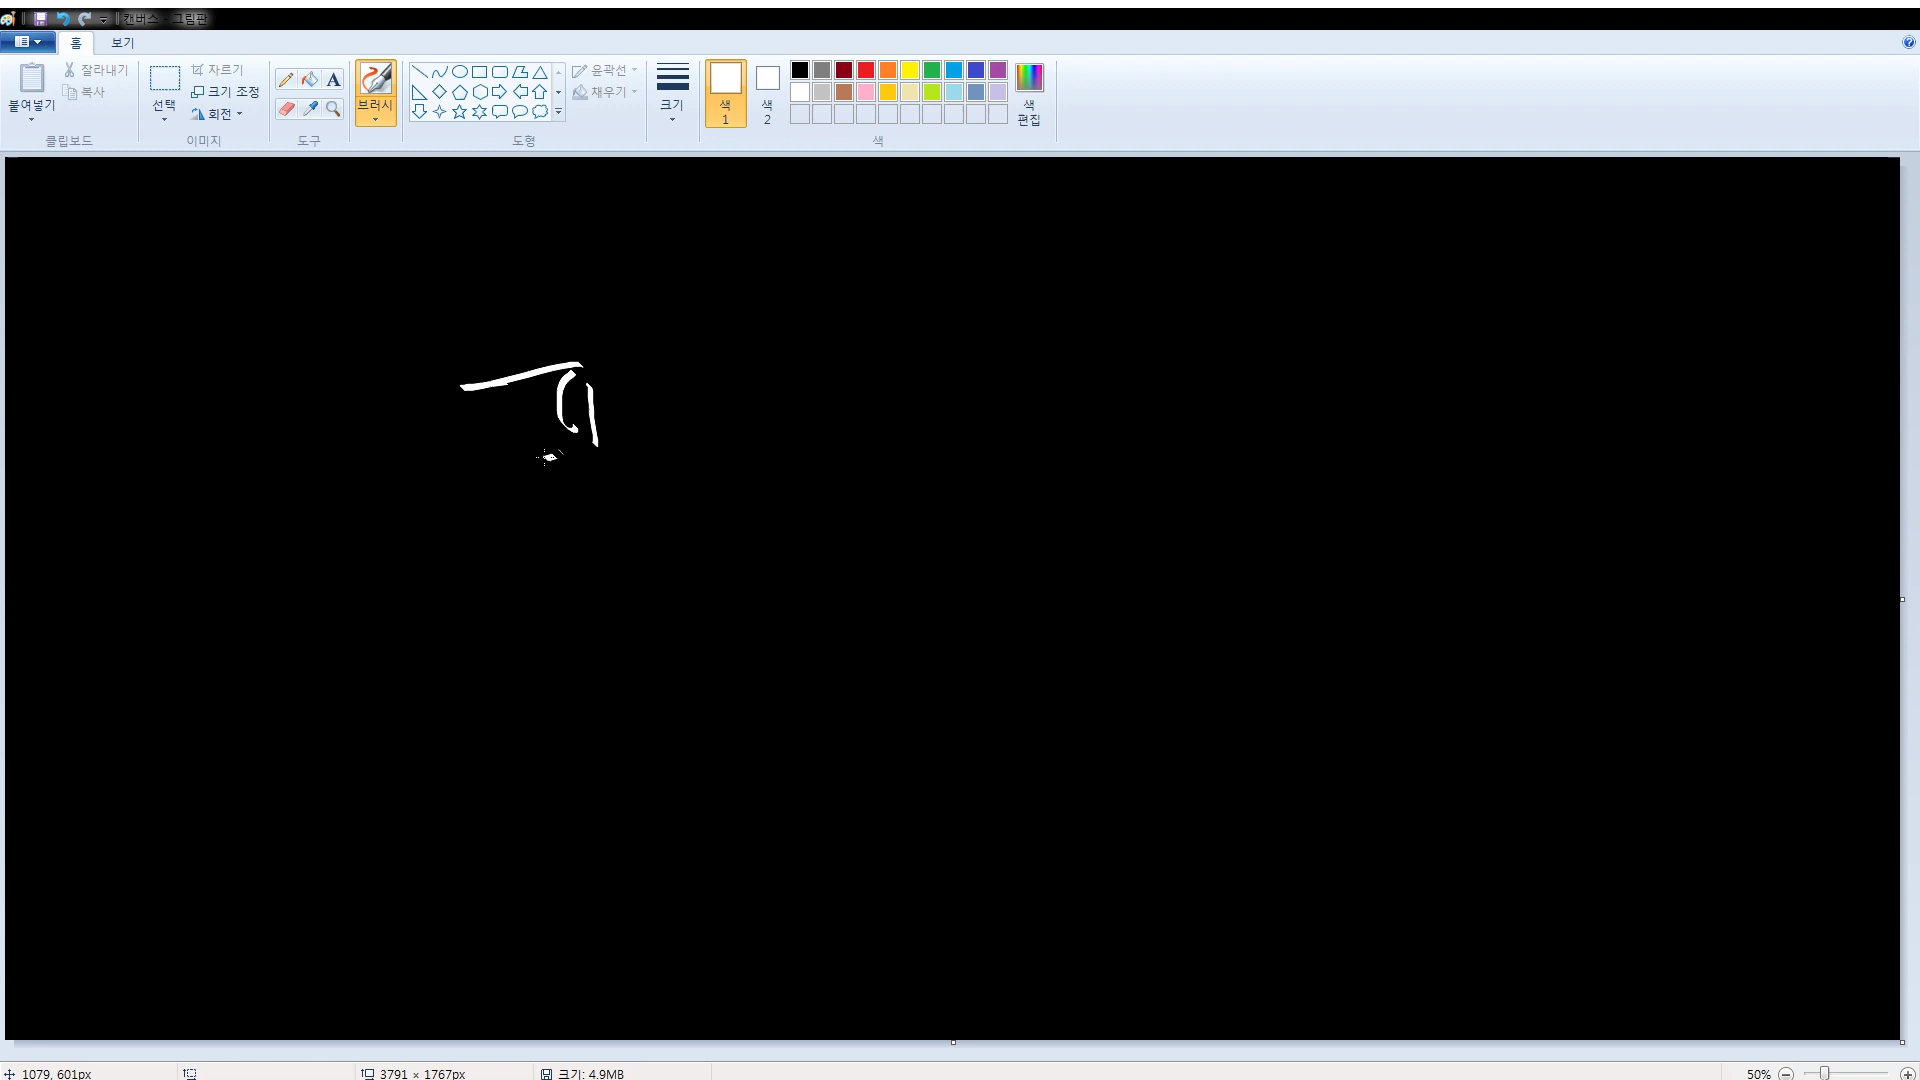 캔버스 - 그림판
홈 보기
붙여넣기 잘라내기 복사 클립보드
선택 자르기 크기 조정 회전 이미지
A 도구
브러시
윤곽선 채우기 도형
크기
색 1
색 2
색 편집
색
1079, 601px 3791 × 1767px 크기: 4.9MB 50%